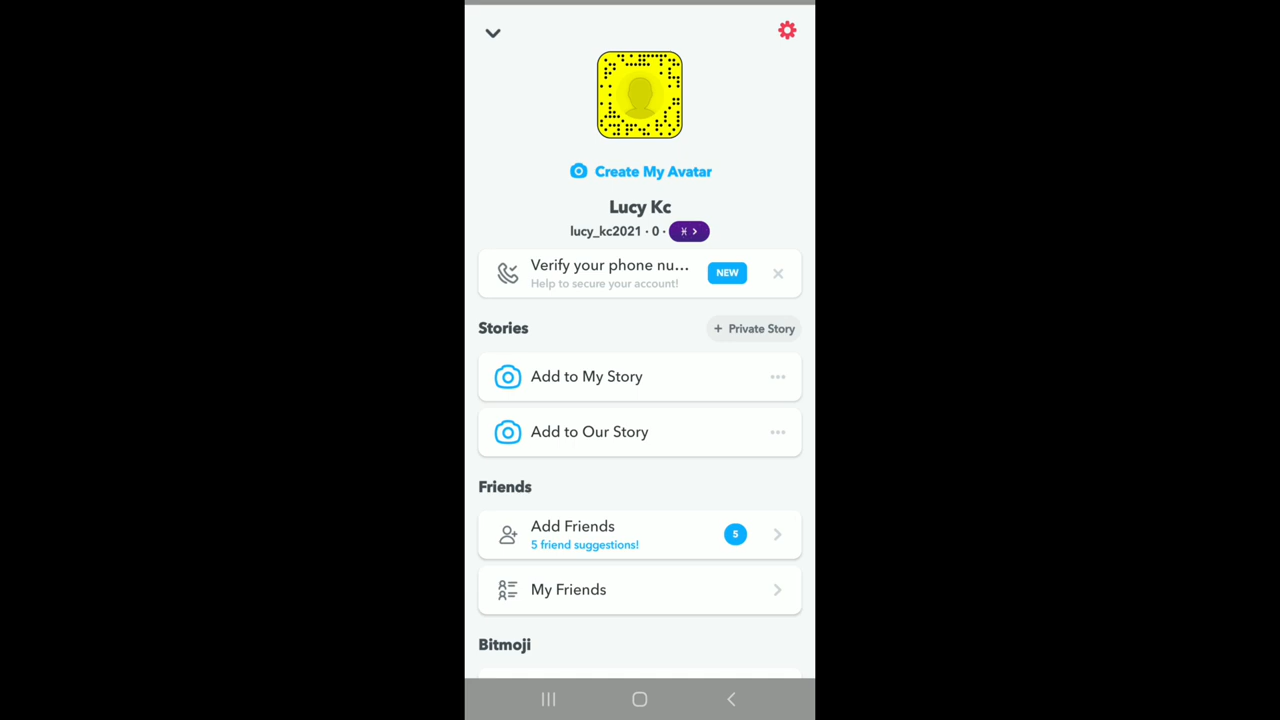 Create My Avatar
Lucy Kc
lucy_kc2021 · 0 · ♓ >
Verify your phone nu...
NEW
Help to secure your account!
Stories
+ Private Story
Add to My Story
Add to Our Story
Friends
Add Friends
5
5 friend suggestions!
My Friends
Bitmoji